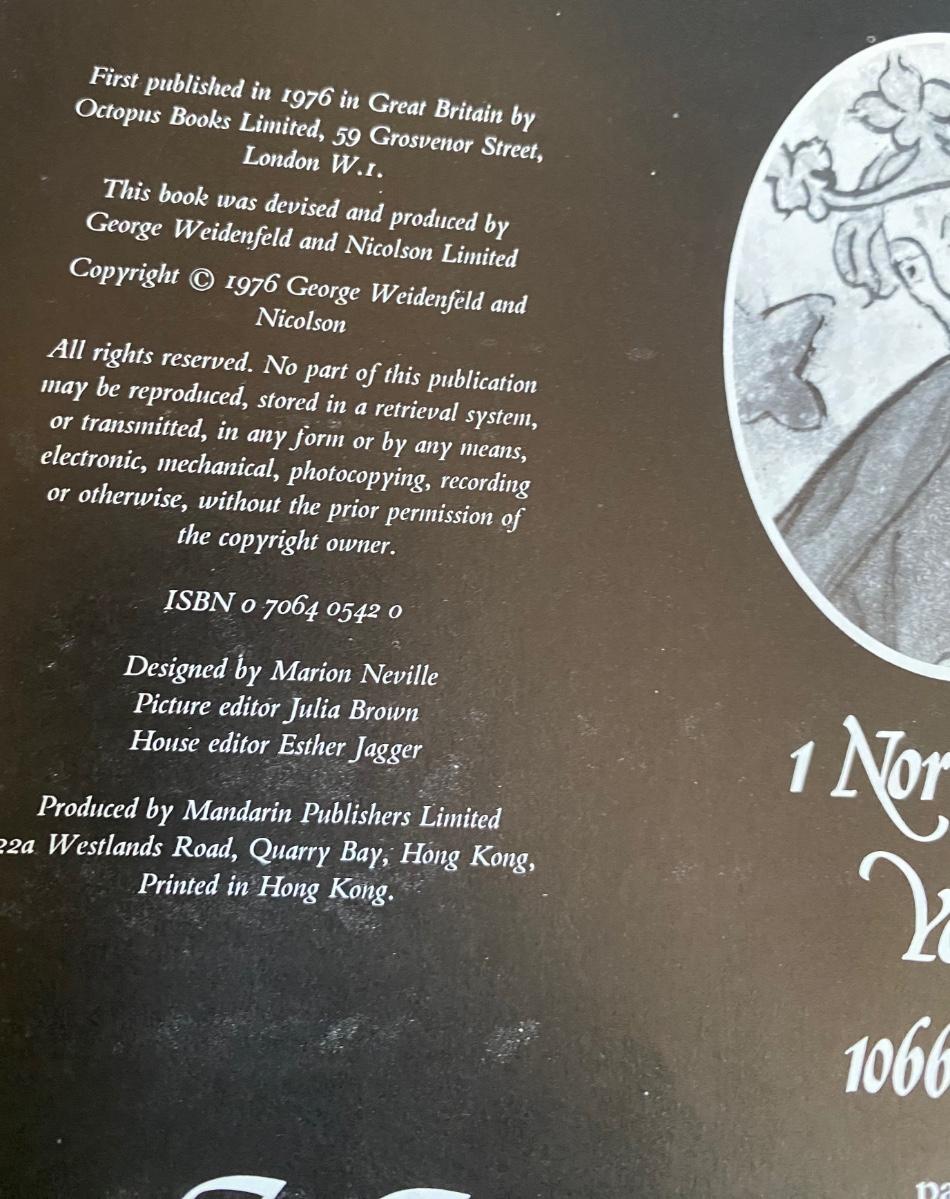 First published in 1976 in Great Britain by
Octopus Books Limited, 59 Grosvenor Street,
London W.1.
This book was devised and produced by
George Weidenfeld and Nicolson Limited
Copyright © 1976 George Weidenfeld and
Nicolson
All rights reserved. No part of this publication
may be reproduced, stored in a retrieval system,
or transmitted, in any form or by any means,
electronic, mechanical, photocopying, recording
or otherwise, without the prior permission of
the copyright owner.
ISBN 0 7064 0542 0
Designed by Marion Neville
Picture editor Julia Brown
House editor Esther Jagger
Produced by Mandarin Publishers Limited
22a Westlands Road, Quarry Bay, Hong Kong,
Printed in Hong Kong.
1 Nor
1066